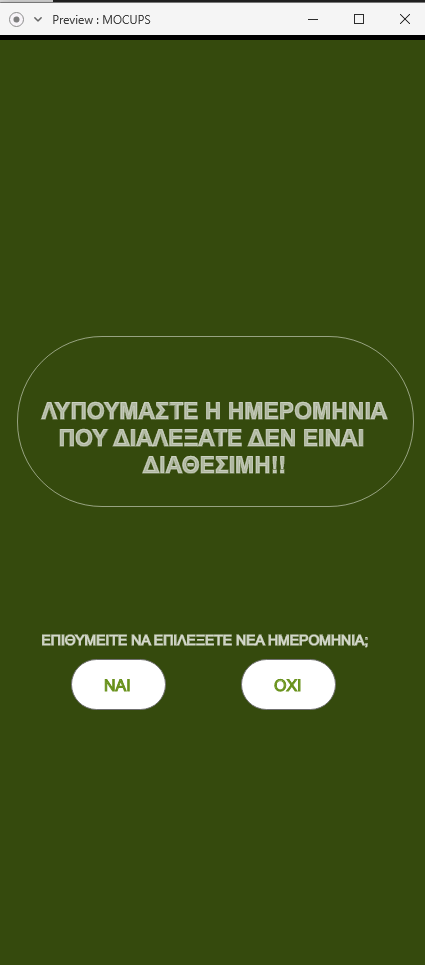 Preview : MOCUPS
ΛΥΠΟΥΜΑΣΤΕ Η ΗΜΕΡΟΜΗΝΙΑ
ΠΟΥ ΔΙΑΛΕΞΑΤΕ ΔΕΝ ΕΙΝΑΙ
ΔΙΑΘΕΣΙΜΗ!!
ΕΠΙΘΥΜΕΙΤΕ ΝΑ ΕΠΙΛΕΞΕΤΕ ΝΕΑ ΗΜΕΡΟΜΗΝΙΑ;
ΝΑΙ ΟΧΙ